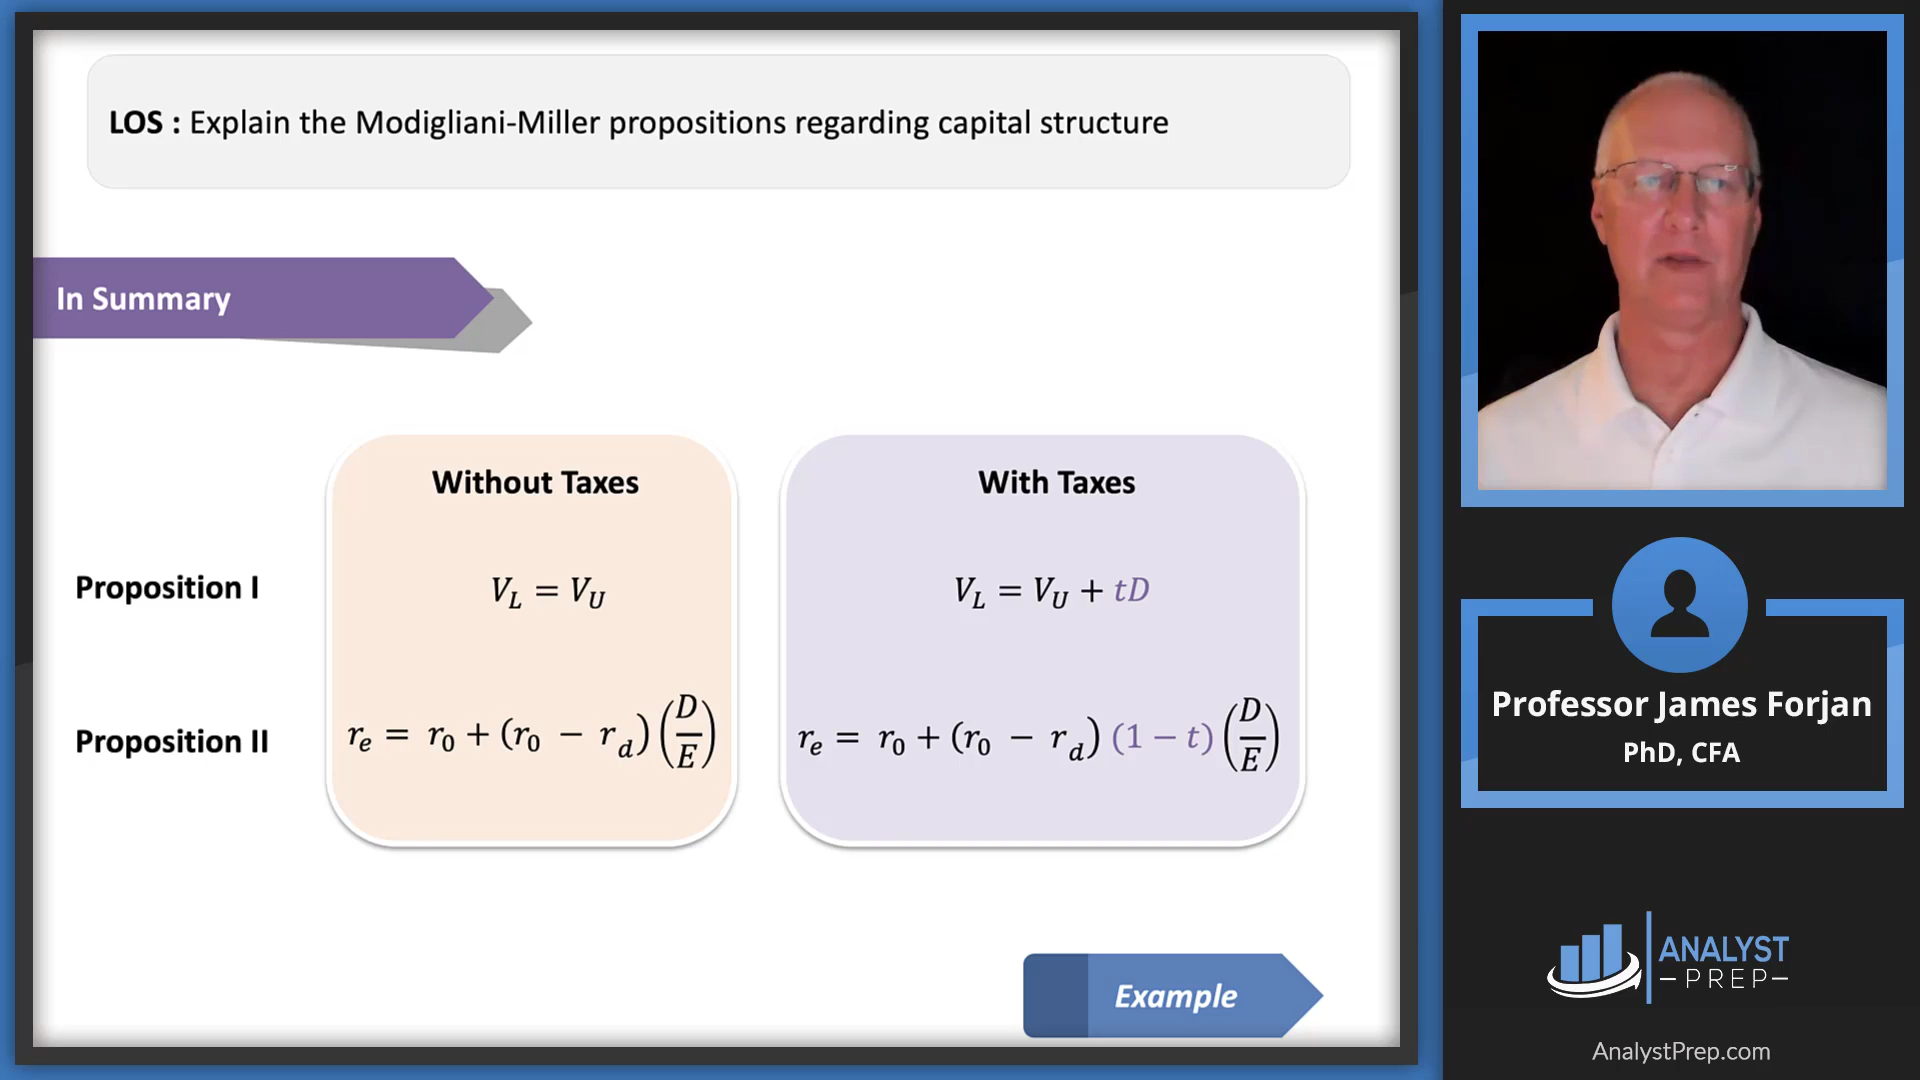 LOS : Explain the Modigliani-Miller propositions regarding capital structure
In Summary
Without Taxes
With Taxes
Proposition I
V_L = V_U
V_L = V_U + tD
Proposition II
r_e = r_0 + (r_0 − r_d)(D/E)
r_e = r_0 + (r_0 − r_d)(1 − t)(D/E)
Example
Professor James Forjan
PhD, CFA
ANALYST
PREP
AnalystPrep.com